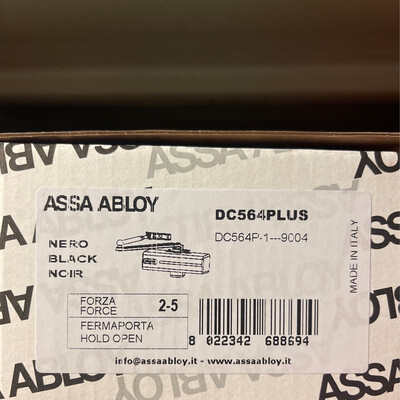 ASSA ABLOY
DC564PLUS
DC564P-1---9004
NERO
BLACK
NOIR
MADE IN ITALY
FORZA
FORCE
2-5
FERMAPORTA
HOLD OPEN
8 022342 688694
info@assaabloy.it - www.assaabloy.it
ABLOY
ASSA ABLOY